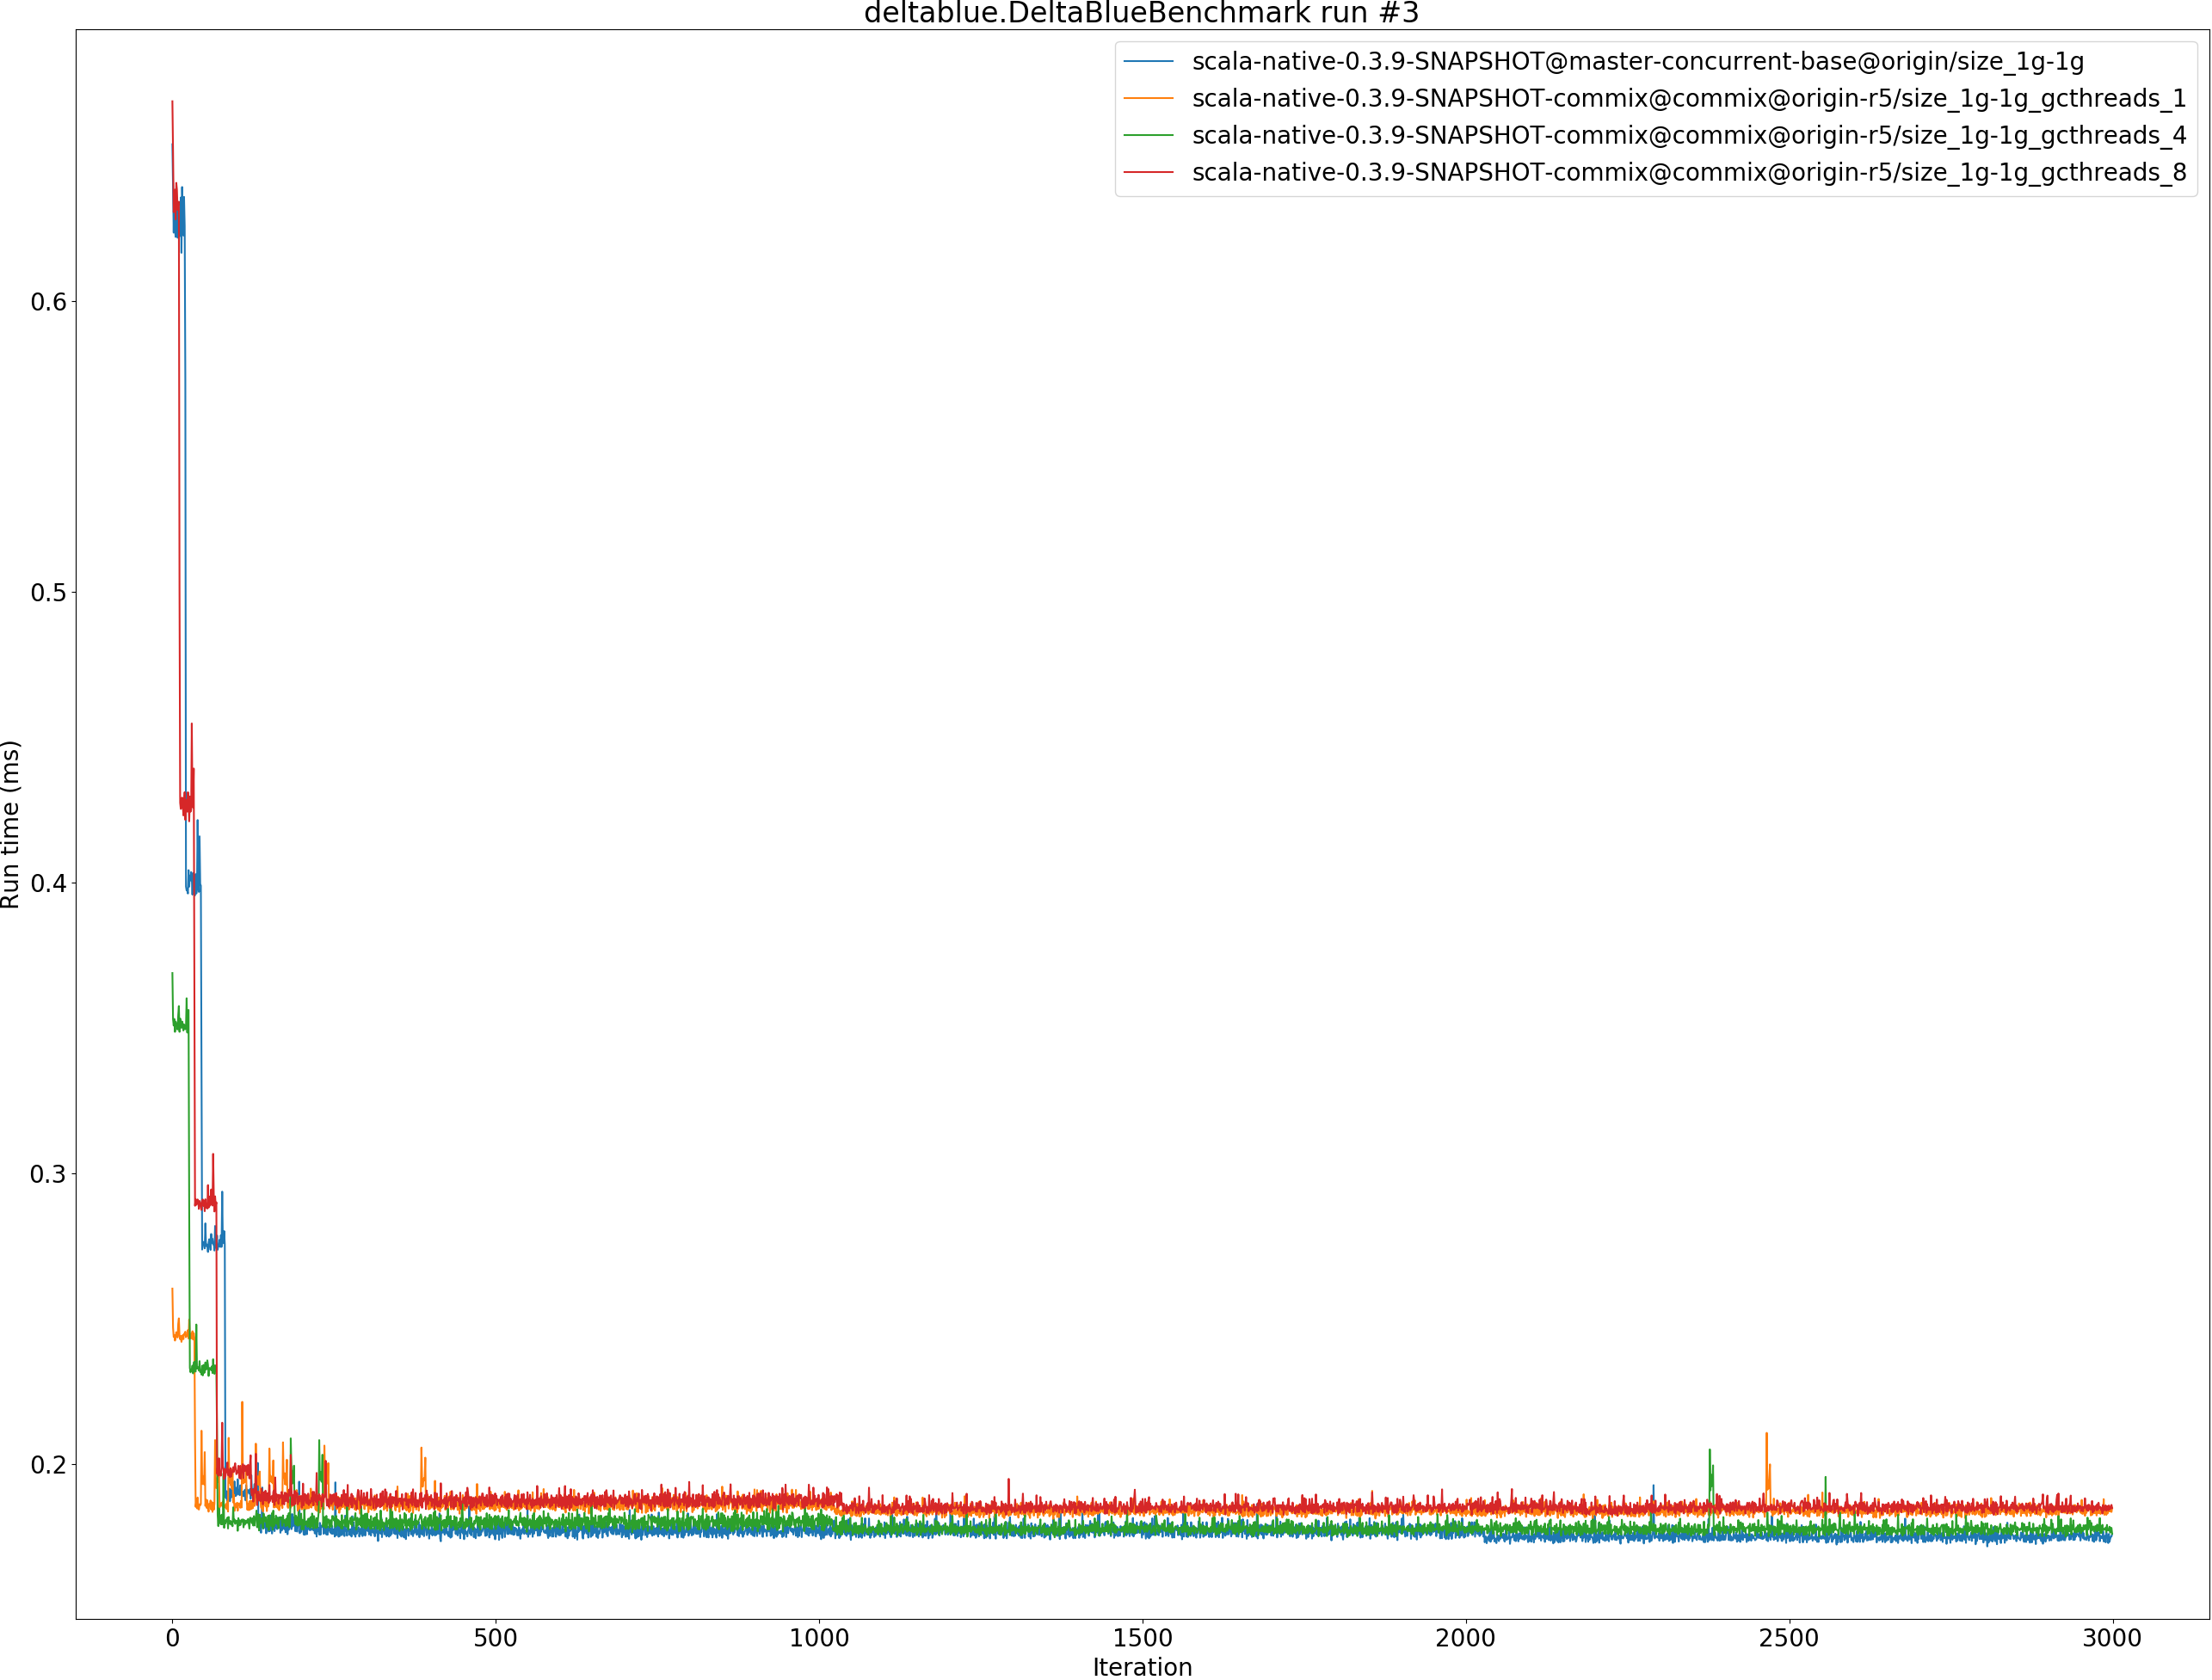 deltablue.DeltaBlueBenchmark run #3
scala-native-0.3.9-SNAPSHOT@master-concurrent-base@origin/size_1g-1g
scala-native-0.3.9-SNAPSHOT-commix@commix@origin-r5/size_1g-1g_gcthreads_1
scala-native-0.3.9-SNAPSHOT-commix@commix@origin-r5/size_1g-1g_gcthreads_4
scala-native-0.3.9-SNAPSHOT-commix@commix@origin-r5/size_1g-1g_gcthreads_8
0.6
0.5
0.4
0.3
0.2
Run time (ms)
0 500 1000 1500 2000 2500 3000
Iteration